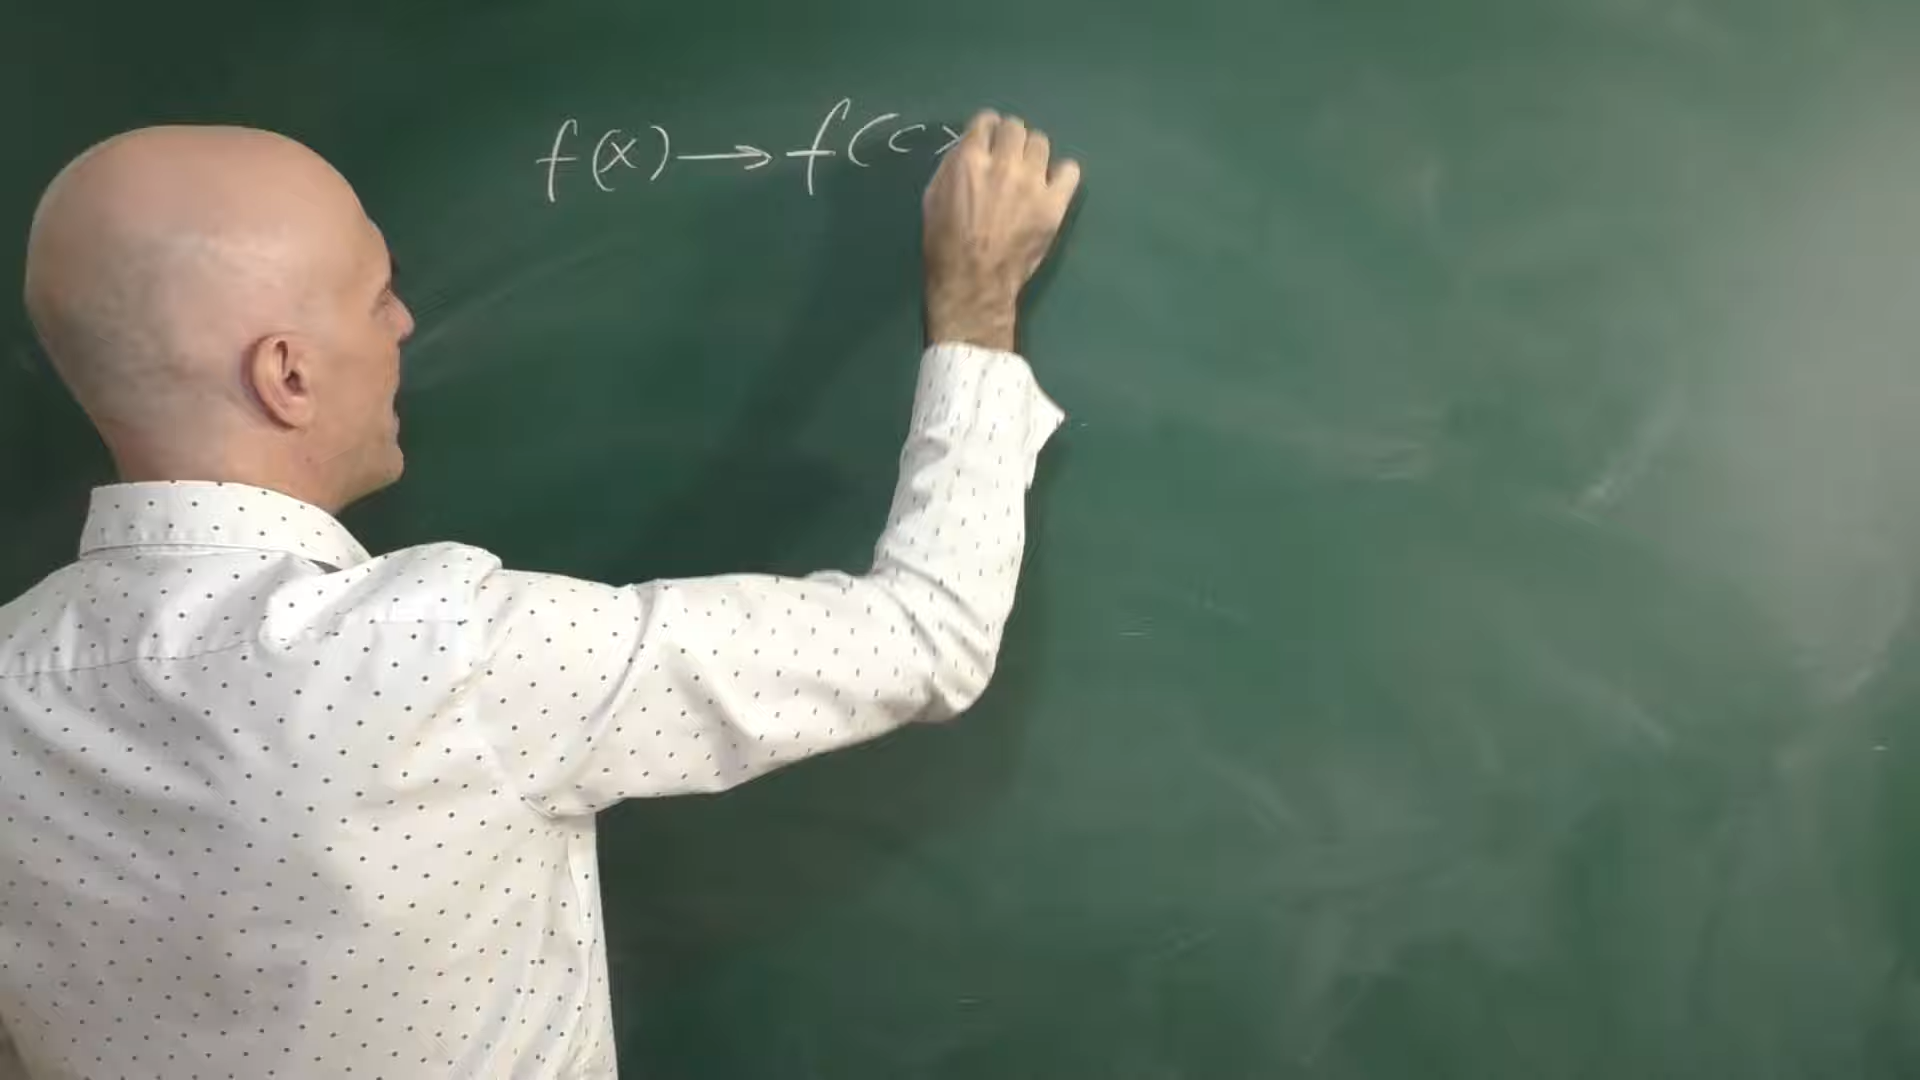 f(x) → f(cx